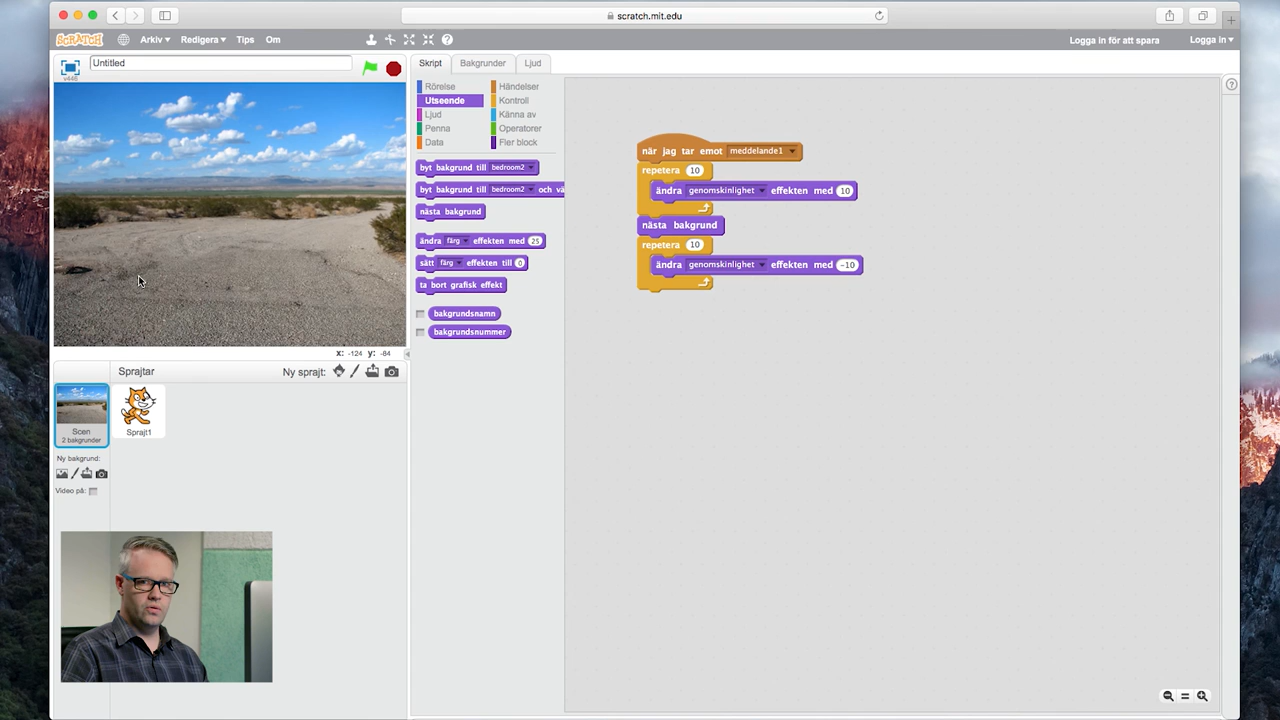 scratch.mit.edu
SCRATCH Arkiv Redigera Tips Om Logga in för att spara Logga in
Untitled
v446
Skript Bakgrunder Ljud
Rörelse Händelser
Utseende Kontroll
Ljud Känna av
Penna Operatorer
Data Fler block
byt bakgrund till bedroom2
byt bakgrund till bedroom2 och vä
nästa bakgrund
ändra färg effekten med 25
sätt färg effekten till 0
ta bort grafisk effekt
bakgrundsnamn
bakgrundsnummer
när jag tar emot meddelande1
repetera 10
ändra genomskinlighet effekten med 10
nästa bakgrund
repetera 10
ändra genomskinlighet effekten med -10
x: -124 y: -84
Sprajtar Ny sprajt:
Scen
2 bakgrunder
Sprajt1
Ny bakgrund:
Video på: